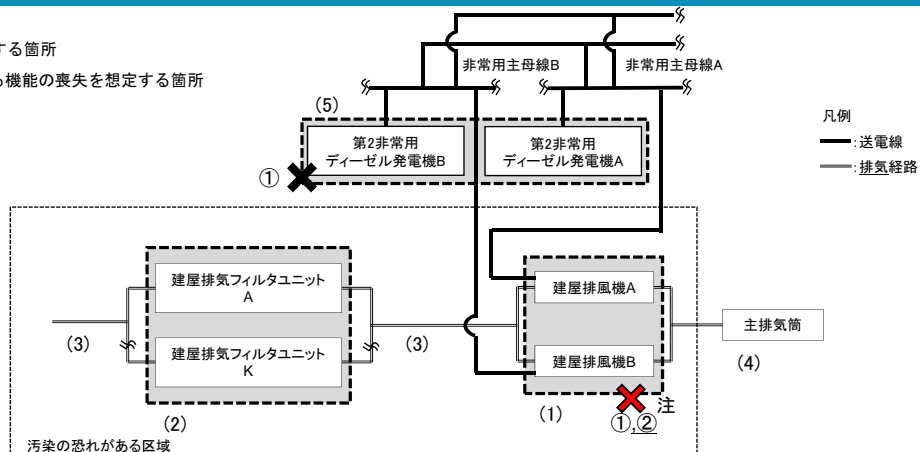 する箇所
る機能の喪失を想定する箇所
非常用主母線B
非常用主母線A
(5)
第2非常用
ディーゼル発電機B
第2非常用
ディーゼル発電機A
①
凡例
:送電線
:排気経路
建屋排気フィルタユニット
A
建屋排気フィルタユニット
K
(3)
(3)
(2)
建屋排風機A
建屋排風機B
(1)
注
①,②
主排気筒
(4)
汚染の恐れがある区域